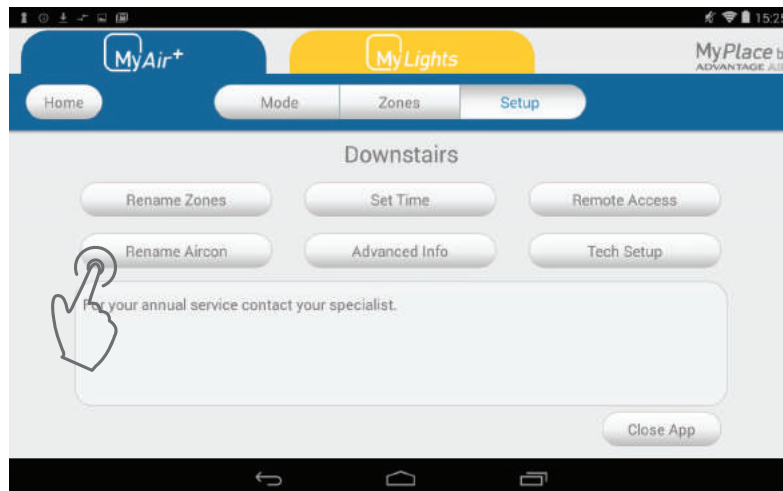 15:25
MyAir+
MyLights
MyPlace b
ADVANTAGE AIR
Home
Mode
Zones
Setup
Downstairs
Rename Zones
Set Time
Remote Access
Rename Aircon
Advanced Info
Tech Setup
For your annual service contact your specialist.
Close App